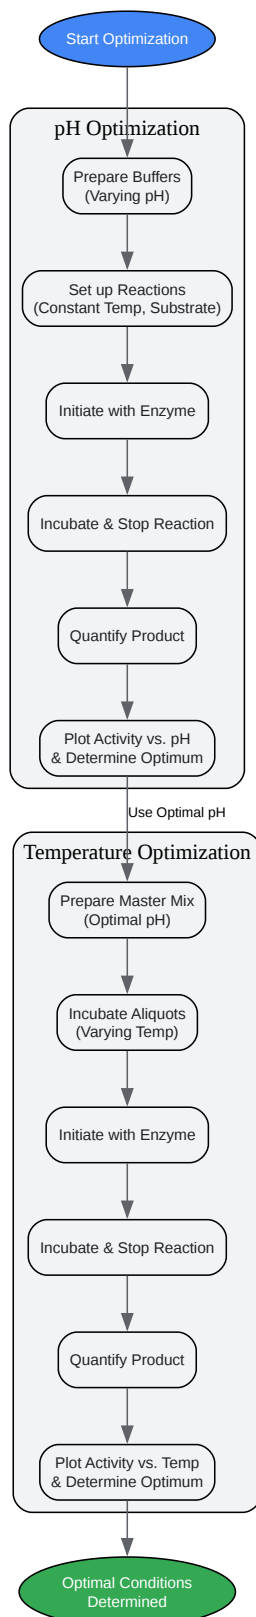 Start Optimization
pH Optimization
Prepare Buffers
(Varying pH)
Set up Reactions
(Constant Temp, Substrate)
Initiate with Enzyme
Incubate & Stop Reaction
Quantify Product
Plot Activity vs. pH
& Determine Optimum
Use Optimal pH
Temperature Optimization
Prepare Master Mix
(Optimal pH)
Incubate Aliquots
(Varying Temp)
Initiate with Enzyme
Incubate & Stop Reaction
Quantify Product
Plot Activity vs. Temp
& Determine Optimum
Optimal Conditions
Determined